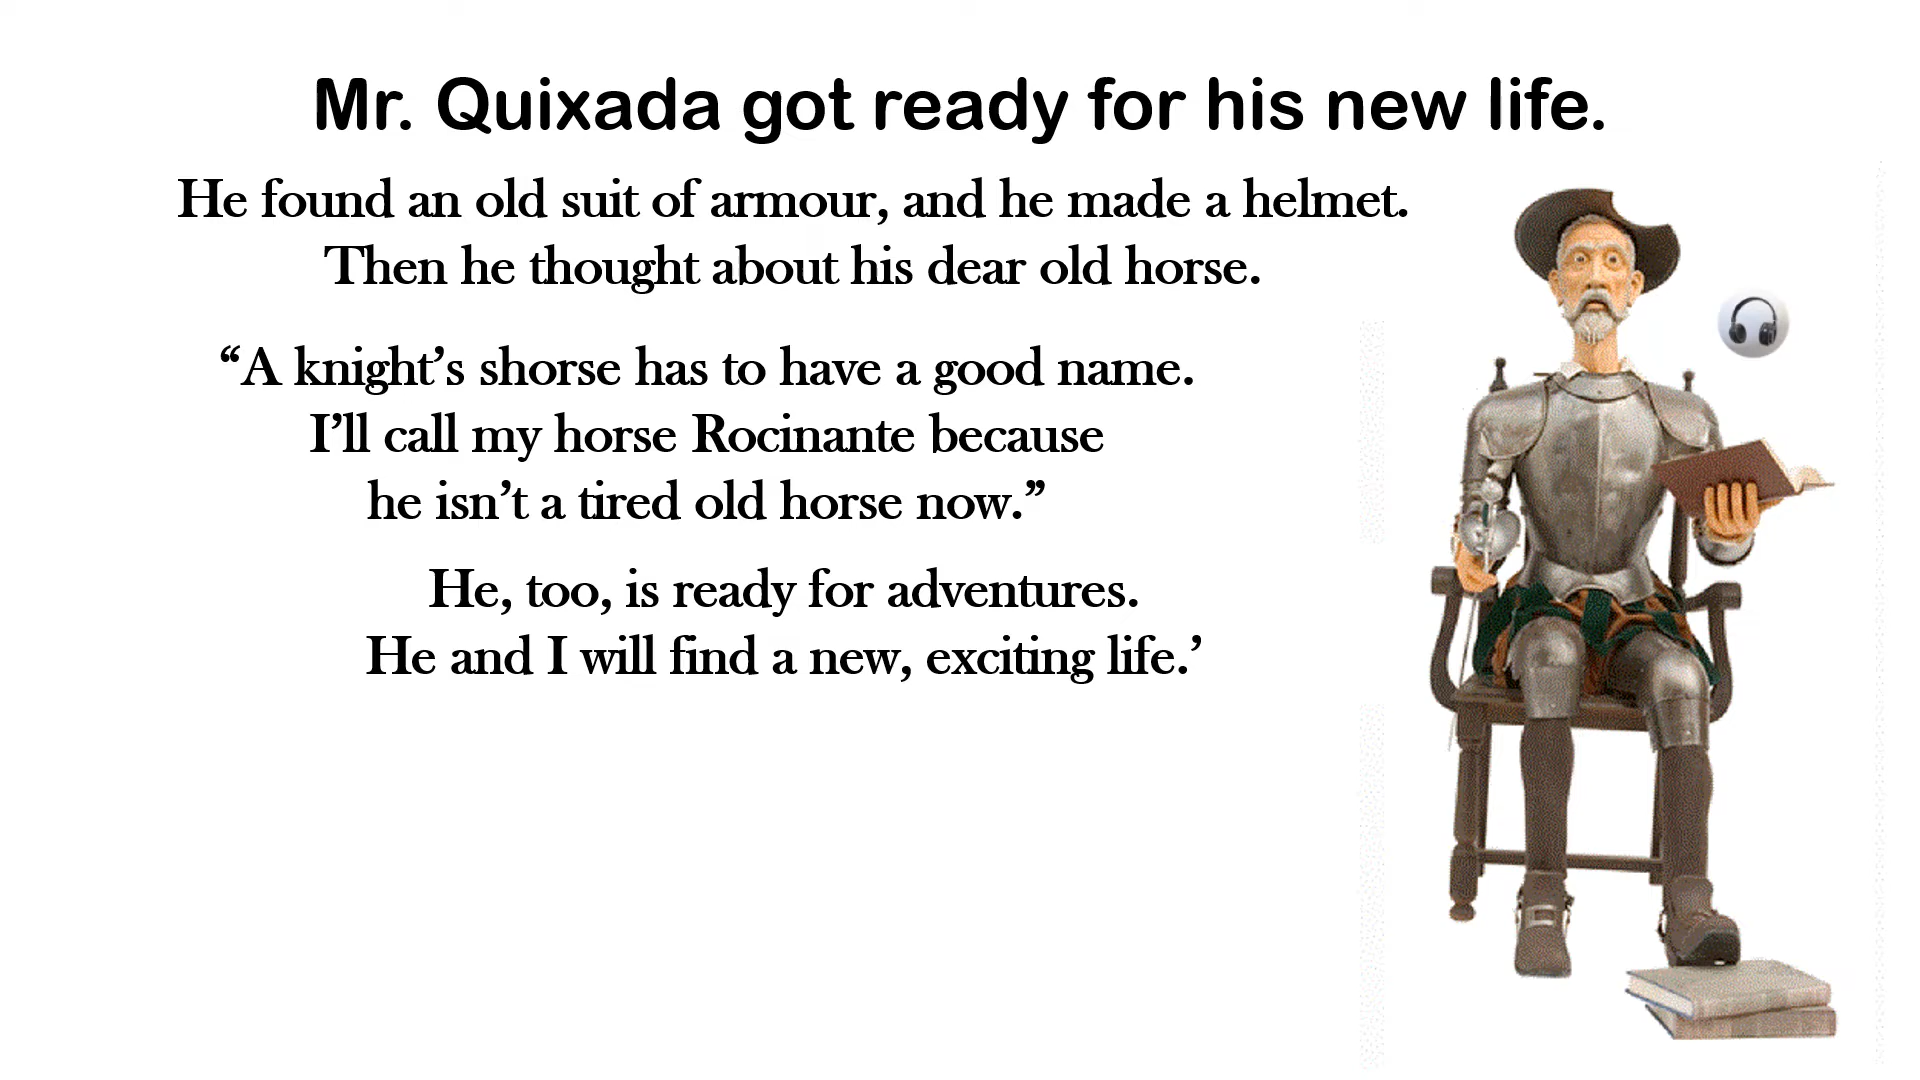 Mr. Quixada got ready for his new life.
He found an old suit of armour, and he made a helmet.
Then he thought about his dear old horse.
“A knight’s shorse has to have a good name.
I’ll call my horse Rocinante because
he isn’t a tired old horse now.”
He, too, is ready for adventures.
He and I will find a new, exciting life.’